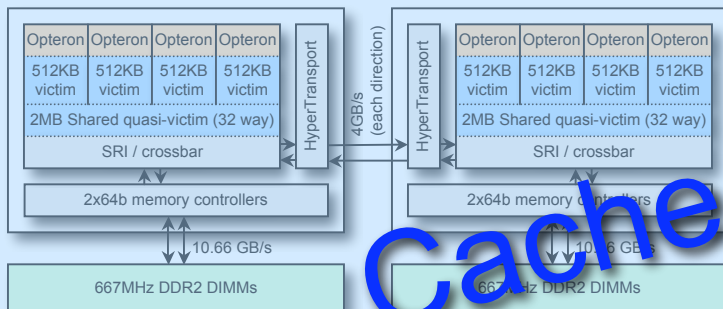 Opteron Opteron Opteron Opteron
512KB victim 512KB victim 512KB victim 512KB victim
2MB Shared quasi-victim (32 way)
SRI / crossbar
HyperTransport
2x64b memory controllers
10.66 GB/s
667MHz DDR2 DIMMs
4GB/s
(each direction)
HyperTransport
Opteron Opteron Opteron Opteron
512KB victim 512KB victim 512KB victim 512KB victim
2MB Shared quasi-victim (32 way)
SRI / crossbar
2x64b memory controllers
10.66 GB/s
667MHz DDR2 DIMMs
Cache